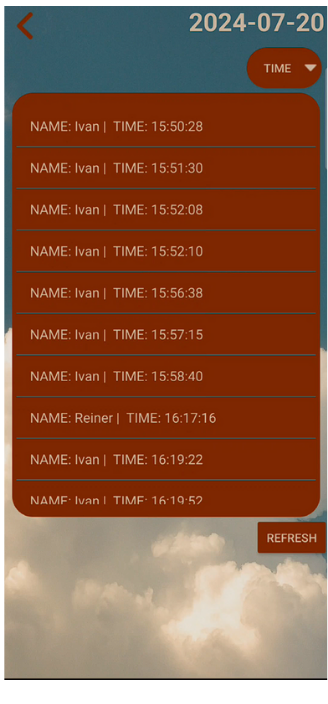 2024-07-20
TIME
NAME: Ivan | TIME: 15:50:28
NAME: Ivan | TIME: 15:51:30
NAME: Ivan | TIME: 15:52:08
NAME: Ivan | TIME: 15:52:10
NAME: Ivan | TIME: 15:56:38
NAME: Ivan | TIME: 15:57:15
NAME: Ivan | TIME: 15:58:40
NAME: Reiner | TIME: 16:17:16
NAME: Ivan | TIME: 16:19:22
NAME: Ivan | TIME: 16:19:52
REFRESH